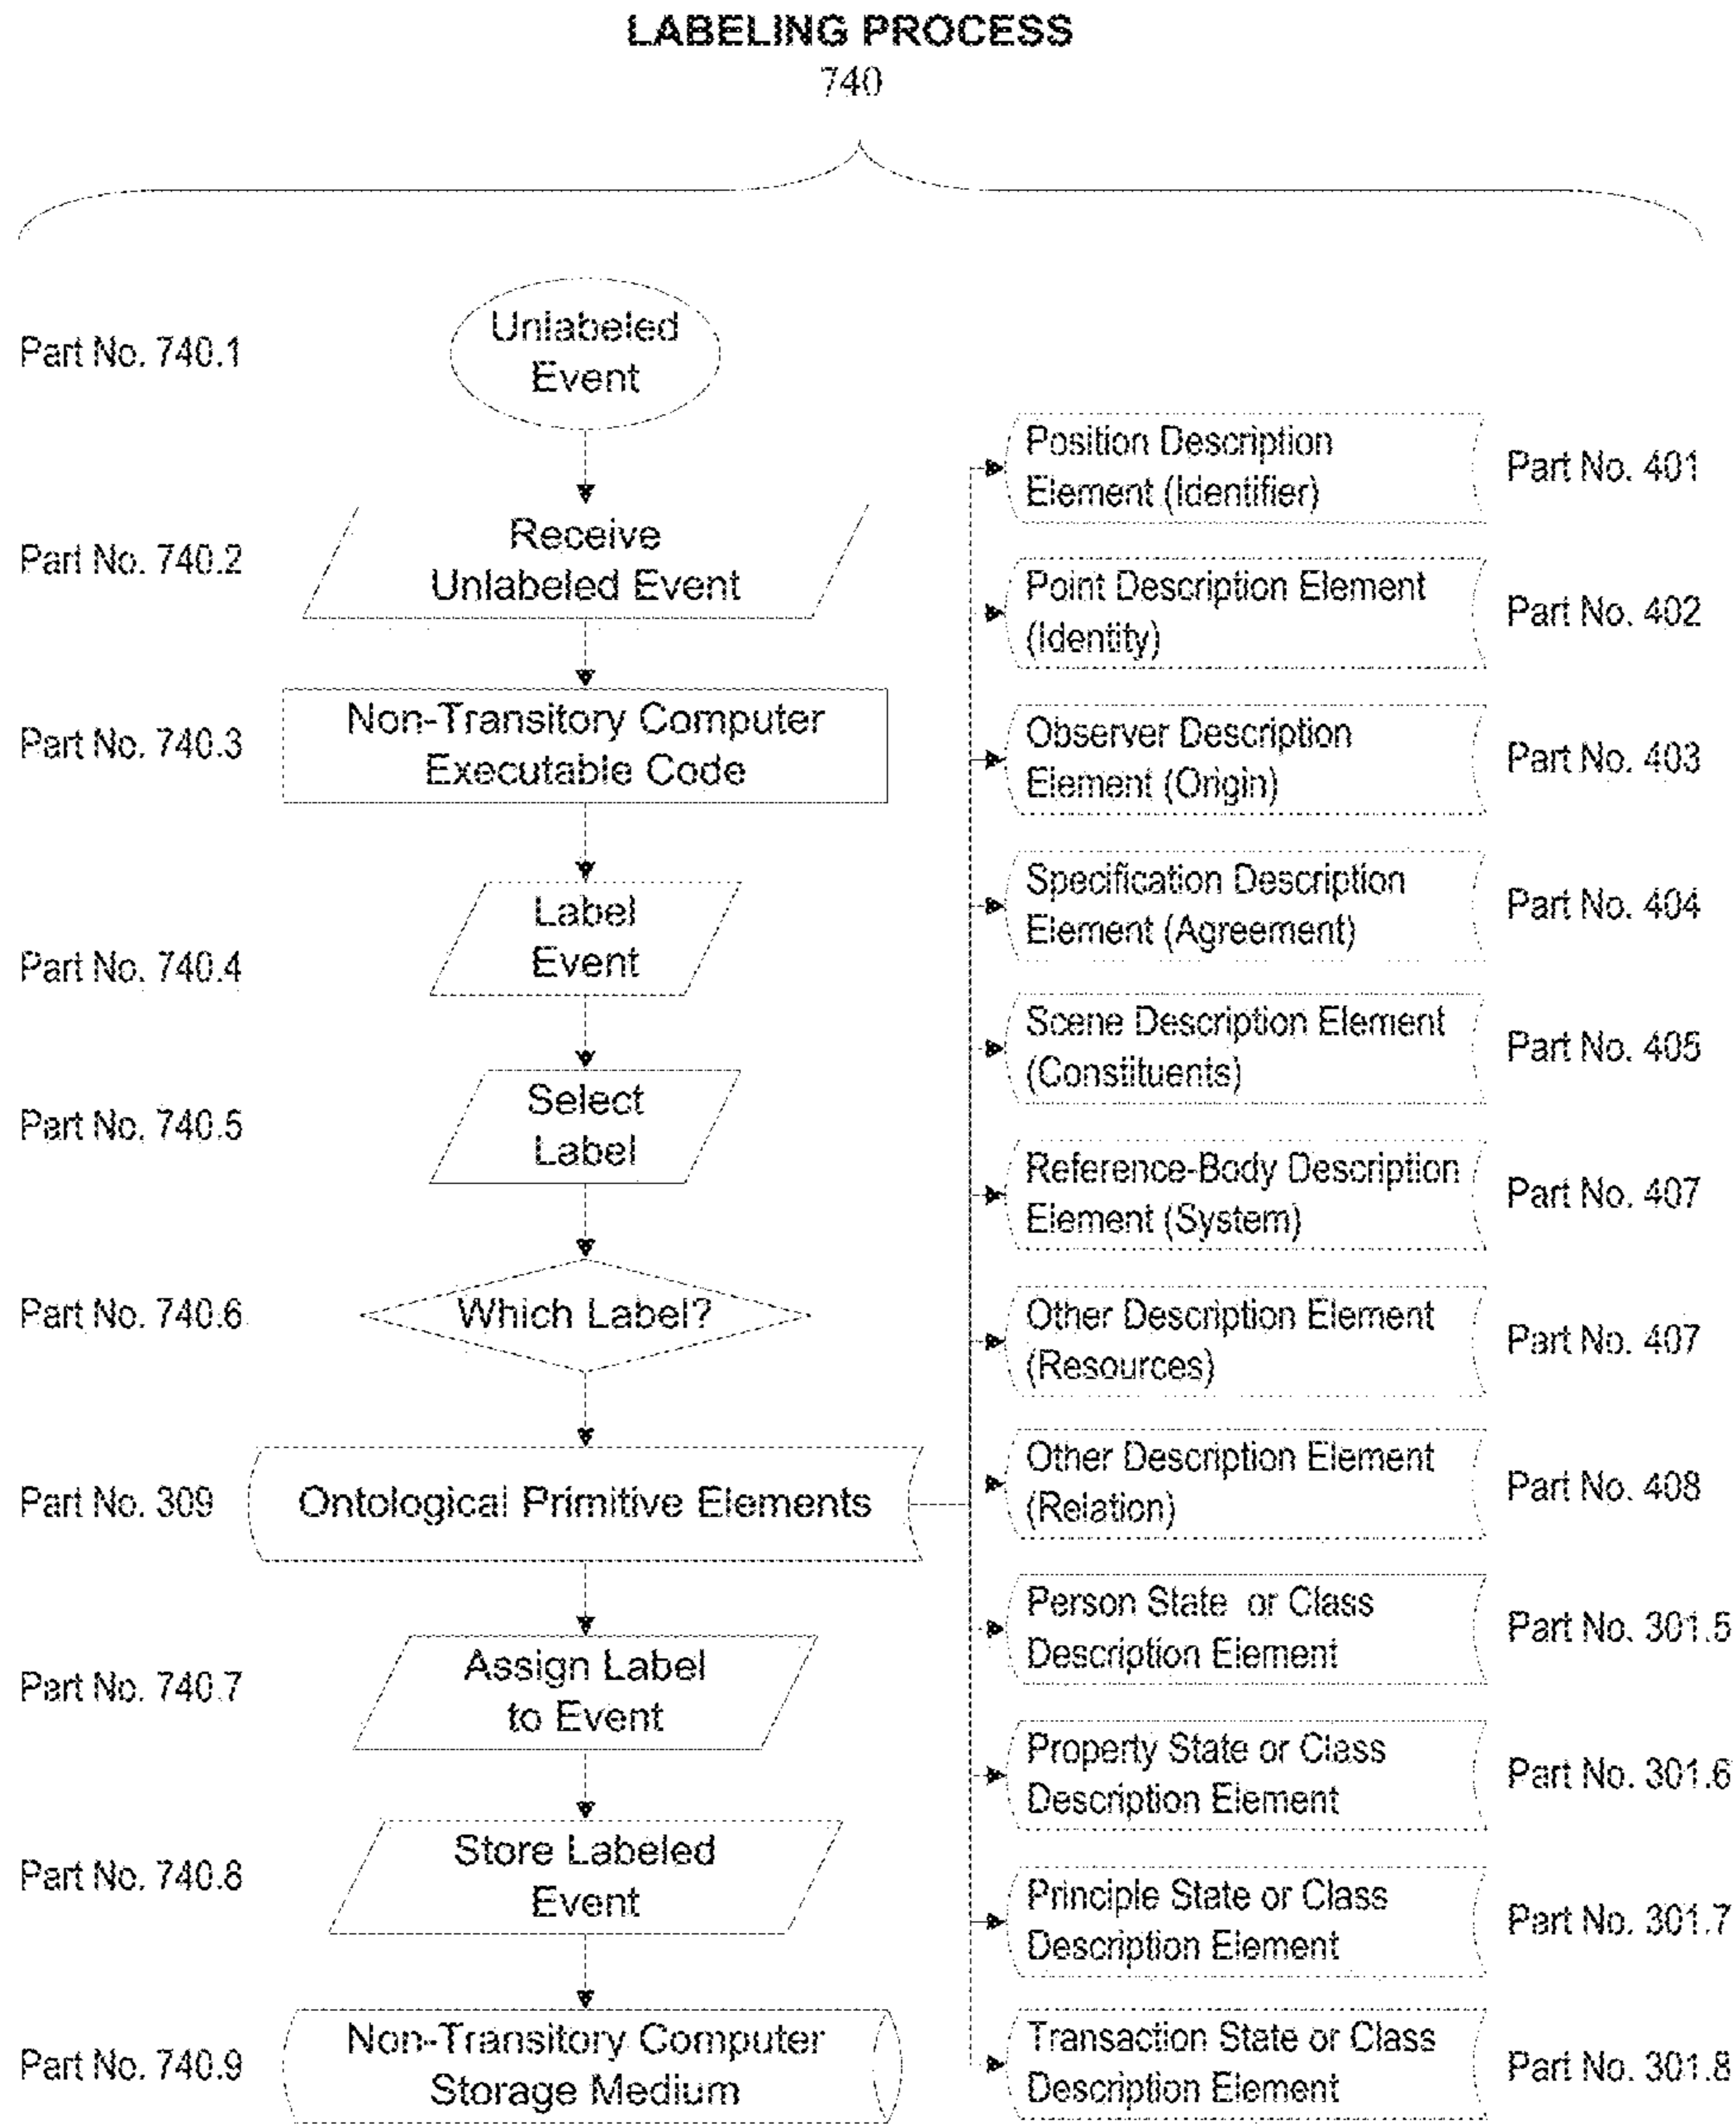 LABELING PROCESS
740
Part No. 740.1
Unlabeled
Event
Part No. 740.2
Receive
Unlabeled Event
Part No. 740.3
Non-Transitory Computer
Executable Code
Part No. 740.4
Label
Event
Part No. 740.5
Select
Label
Part No. 740.6
Which Label?
Part No. 309
Ontological Primitive Elements
Part No. 740.7
Assign Label
to Event
Part No. 740.8
Store Labeled
Event
Part No. 740.9
Non-Transitory Computer
Storage Medium
Position Description
Element (Identifier)
Part No. 401
Point Description Element
(Identity)
Part No. 402
Observer Description
Element (Origin)
Part No. 403
Specification Description
Element (Agreement)
Part No. 404
Scene Description Element
(Constituents)
Part No. 405
Reference-Body Description
Element (System)
Part No. 407
Other Description Element
(Resources)
Part No. 407
Other Description Element
(Relation)
Part No. 408
Person State or Class
Description Element
Part No. 301.5
Property State or Class
Description Element
Part No. 301.6
Principle State or Class
Description Element
Part No. 301.7
Transaction State or Class
Description Element
Part No. 301.8